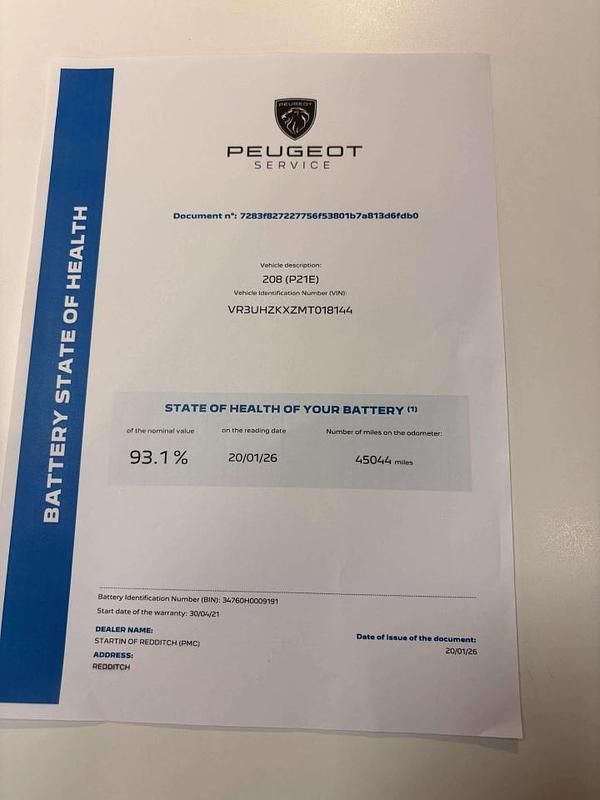 BATTERY STATE OF HEALTH
PEUGEOT
PEUGEOT
SERVICE
Document n°: 7283f827227756f53801b7a813d6fdb0
Vehicle description:
208 (P21E)
Vehicle Identification Number (VIN):
VR3UHZKXZMT018144
STATE OF HEALTH OF YOUR BATTERY (1)
of the nominal value
on the reading date
Number of miles on the odometer:
93.1 %
20/01/26
45044 miles
Battery Identification Number (BIN): 34760H0009191
Start date of the warranty: 30/04/21
DEALER NAME:
STARTIN OF REDDITCH (PMC)
ADDRESS:
REDDITCH
Date of issue of the document:
20/01/26